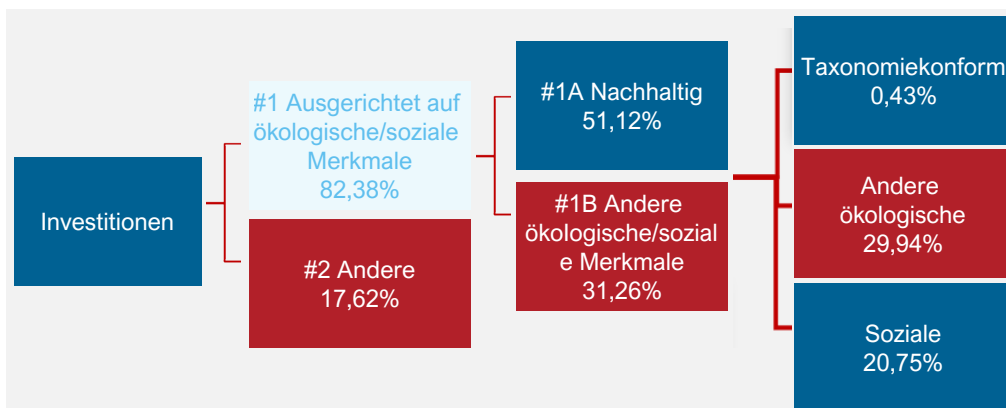 Investitionen
#1 Ausgerichtet auf
ökologische/soziale
Merkmale
82,38%
#2 Andere
17,62%
#1A Nachhaltig
51,12%
#1B Andere
ökologische/sozial
e Merkmale
31,26%
Taxonomiekonform
0,43%
Andere
ökologische
29,94%
Soziale
20,75%